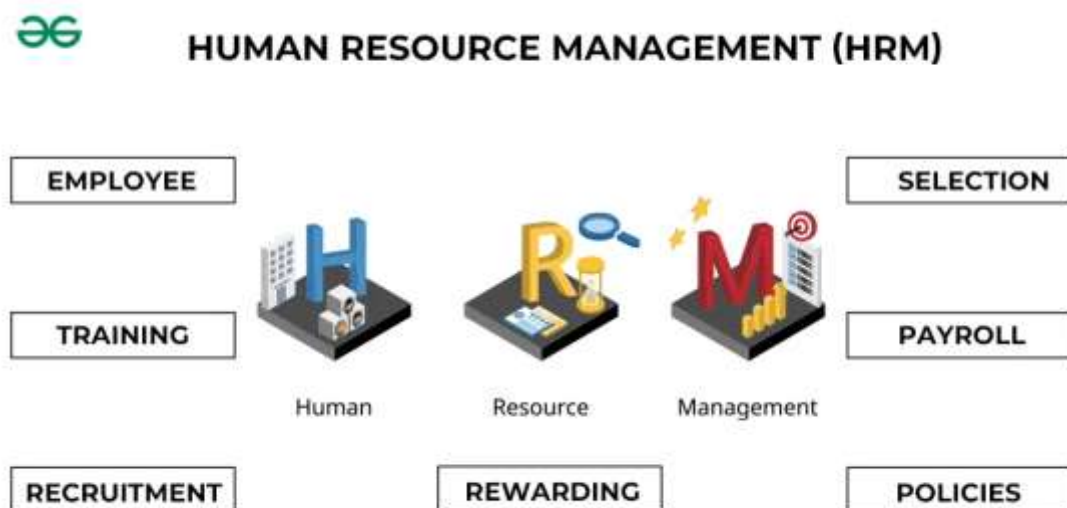 HUMAN RESOURCE MANAGEMENT (HRM)
EMPLOYEE
SELECTION
H
R
M
TRAINING
PAYROLL
Human
Resource
Management
RECRUITMENT
REWARDING
POLICIES